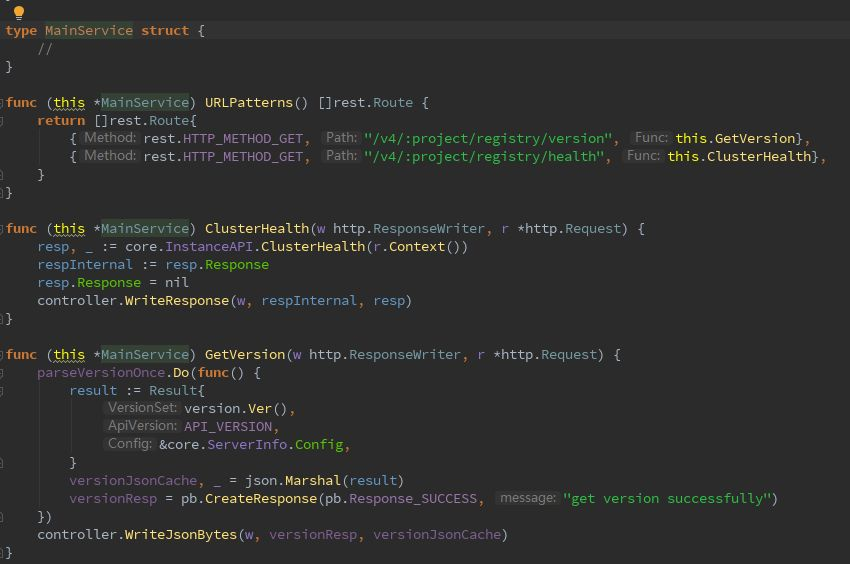 type MainService struct {
    //
}
func (this *MainService) URLPatterns() []rest.Route {
    return []rest.Route{
        { Method: rest.HTTP_METHOD_GET, Path: "/v4/:project/registry/version", Func: this.GetVersion},
        { Method: rest.HTTP_METHOD_GET, Path: "/v4/:project/registry/health", Func: this.ClusterHealth},
    }
}
func (this *MainService) ClusterHealth(w http.ResponseWriter, r *http.Request) {
    resp, _ := core.InstanceAPI.ClusterHealth(r.Context())
    respInternal := resp.Response
    resp.Response = nil
    controller.WriteResponse(w, respInternal, resp)
}
func (this *MainService) GetVersion(w http.ResponseWriter, r *http.Request) {
    parseVersionOnce.Do(func() {
        result := Result{
            VersionSet: version.Ver(),
            ApiVersion: API_VERSION,
            Config: &core.ServerInfo.Config,
        }
        versionJsonCache, _ = json.Marshal(result)
        versionResp = pb.CreateResponse(pb.Response_SUCCESS, message: "get version successfully")
    })
    controller.WriteJsonBytes(w, versionResp, versionJsonCache)
}